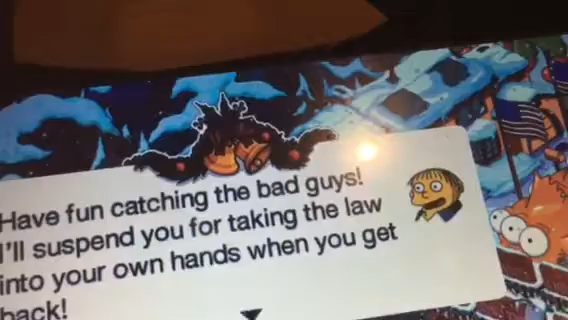 Have fun catching the bad guys!
I'll suspend you for taking the law
into your own hands when you get
back!